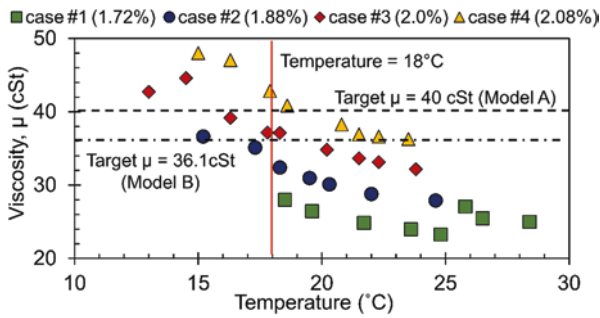 case #1 (1.72%) case #2 (1.88%) case #3 (2.0%) case #4 (2.08%)
50
Temperature = 18°C
40
Target μ = 40 cSt (Model A)
Target μ = 36.1cSt
(Model B)
30
20
Viscosity, μ (cSt)
10 15 20 25 30
Temperature (˚C)